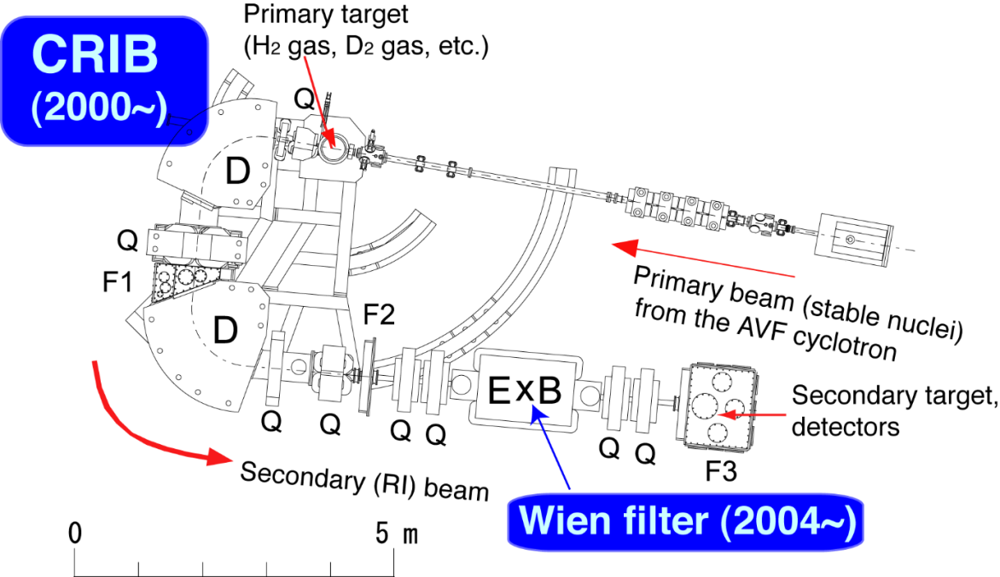 CRIB
(2000~)
Primary target
(H2 gas, D2 gas, etc.)
Q
D
Q
F1
D
F2
Primary beam (stable nuclei)
from the AVF cyclotron
ExB
Secondary target,
detectors
Q
Q
Q
Q
Q
Q
F3
Secondary (RI) beam
Wien filter (2004~)
0
5 m